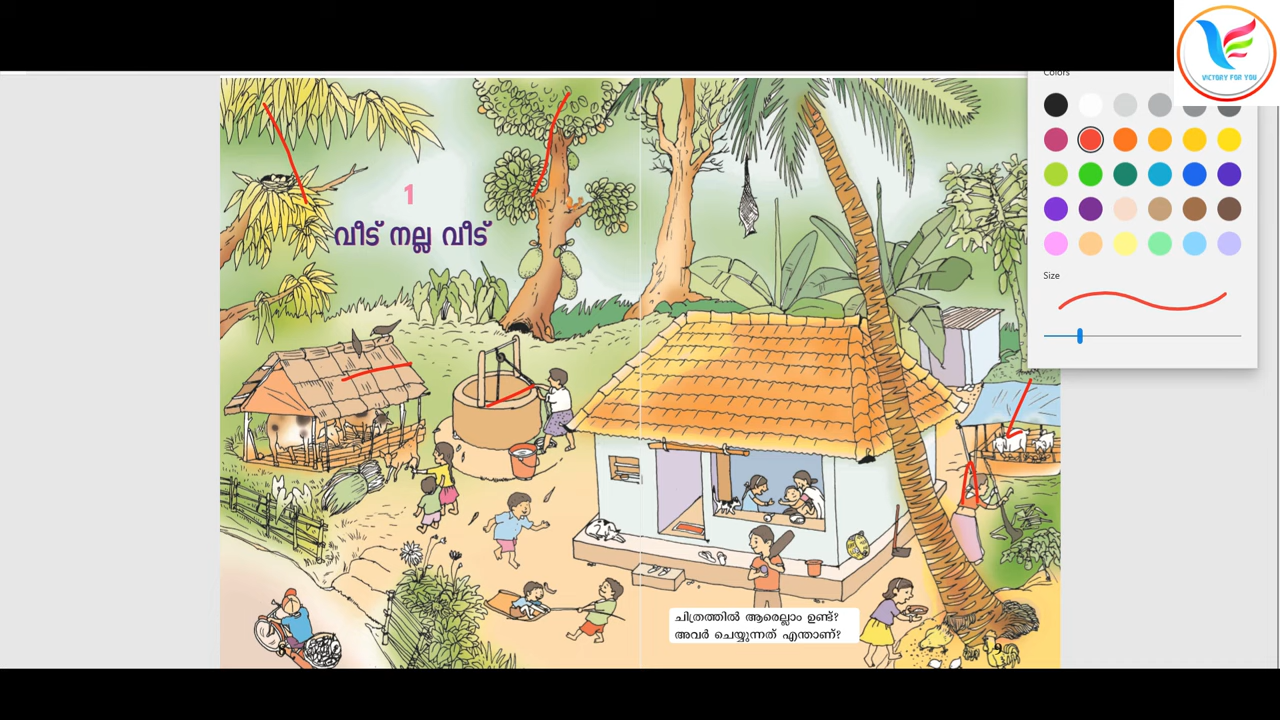 Colors
VICTORY FOR YOU
1
വീട് നല്ല വീട്
Size
ചിത്രത്തിൽ ആരെല്ലാം ഉണ്ട്?
അവർ ചെയ്യുന്നത് എന്താണ്?